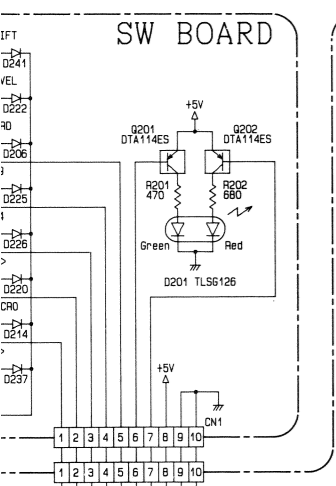 SW BOARD
IFT
D241
VEL
D222
RD
D206
D225
D226
D220
CRO
D214
D237
+5V
Q201
DTA114ES
Q202
DTA114ES
R201
470
R202
680
Green
Red
D201 TLSG126
+5V
CN1
1 2 3 4 5 6 7 8 9 10
1 2 3 4 5 6 7 8 9 10